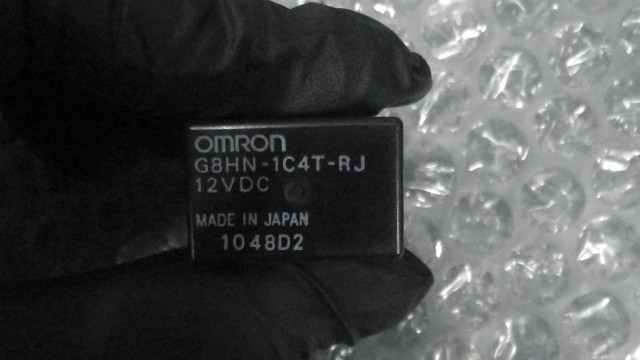 OMRON
G8HN-1C4T-RJ
12VDC
MADE IN JAPAN
1048D2